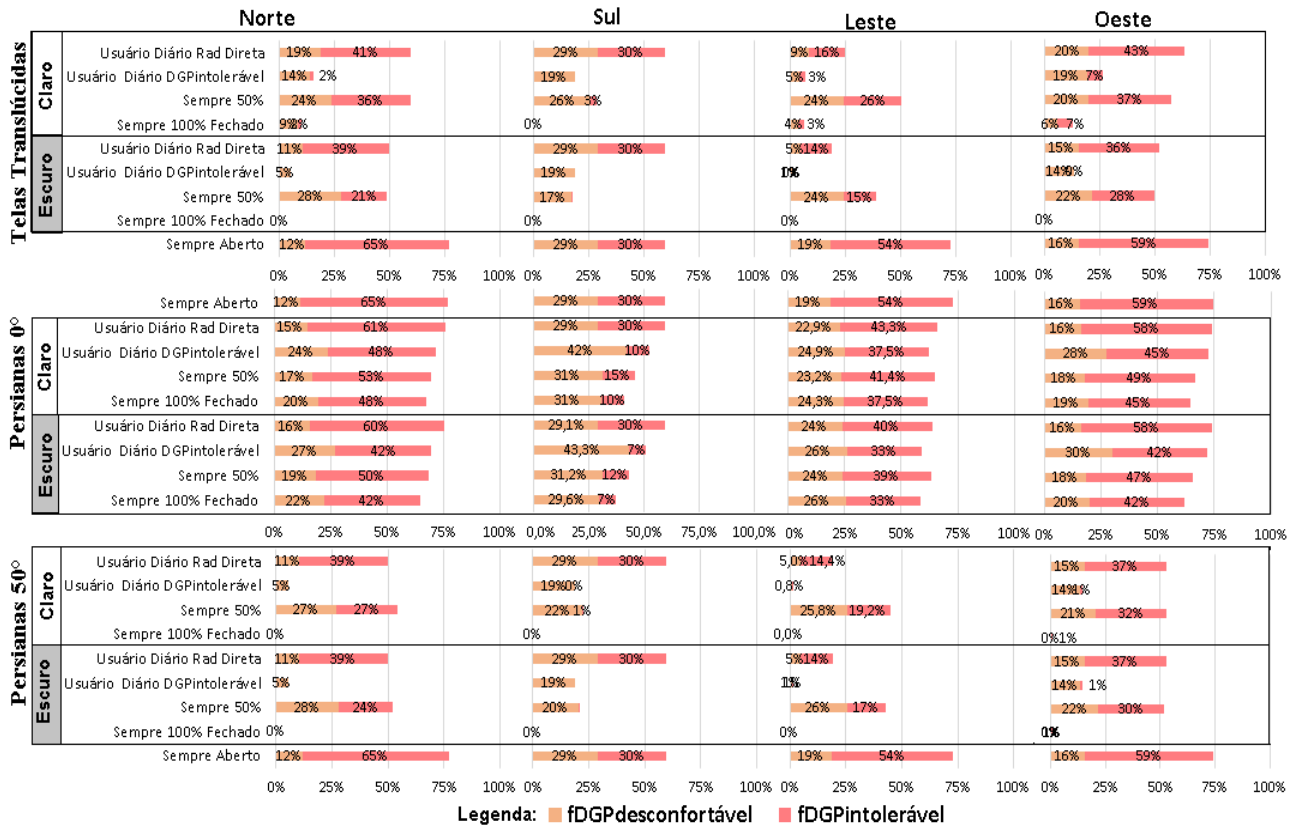 Norte Sul Leste Oeste
Telas Translúcidas
Claro
Usuário Diário Rad Direta 19% 41% 29% 30% 9% 16% 20% 43%
Usuário Diário DGPintolerável 14% 2% 19% 5% 3% 19% 7%
Sempre 50% 24% 36% 26% 3% 24% 26% 20% 37%
Sempre 100% Fechado 9% 2% 0% 4% 3% 6% 7%
Escuro
Usuário Diário Rad Direta 11% 39% 29% 30% 5% 14% 15% 36%
Usuário Diário DGPintolerável 5% 19% 14% 0%
Sempre 50% 28% 21% 17% 24% 15% 22% 28%
Sempre 100% Fechado 0% 0% 0% 0%
Sempre Aberto 12% 65% 29% 30% 19% 54% 16% 59%
0% 25% 50% 75% 100% 0% 25% 50% 75% 100% 0% 25% 50% 75% 100% 0% 25% 50% 75% 100%
Sempre Aberto 12% 65% 29% 30% 19% 54% 16% 59%
Persianas 0°
Claro
Usuário Diário Rad Direta 15% 61% 29% 30% 22,9% 43,3% 16% 58%
Usuário Diário DGPintolerável 24% 48% 42% 10% 24,9% 37,5% 28% 45%
Sempre 50% 17% 53% 31% 15% 23,2% 41,4% 18% 49%
Sempre 100% Fechado 20% 48% 31% 10% 24,3% 37,5% 19% 45%
Escuro
Usuário Diário Rad Direta 16% 60% 29,1% 30% 24% 40% 16% 58%
Usuário Diário DGPintolerável 27% 42% 43,3% 7% 26% 33% 30% 42%
Sempre 50% 19% 50% 31,2% 12% 24% 39% 18% 47%
Sempre 100% Fechado 22% 42% 29,6% 7% 26% 33% 20% 42%
0% 25% 50% 75% 100% 0,0% 25,0% 50,0% 75,0% 100,0% 0% 25% 50% 75% 100% 0% 25% 50% 75% 100%
Persianas 50°
Claro
Usuário Diário Rad Direta 11% 39% 29% 30% 5,0% 14,4% 15% 37%
Usuário Diário DGPintolerável 5% 19% 0% 0,8% 14% 1%
Sempre 50% 27% 27% 22% 1% 25,8% 19,2% 21% 32%
Sempre 100% Fechado 0% 0% 0,0% 0% 1%
Escuro
Usuário Diário Rad Direta 11% 39% 29% 30% 5% 14% 15% 37%
Usuário Diário DGPintolerável 5% 19% 14% 1%
Sempre 50% 28% 24% 20% 26% 17% 22% 30%
Sempre 100% Fechado 0% 0% 0%
Sempre Aberto 12% 65% 29% 30% 19% 54% 16% 59%
0% 25% 50% 75% 100% 0% 25% 50% 75% 100% 0% 25% 50% 75% 100% 0% 25% 50% 75% 100%
Legenda: fDGPdesconfortável fDGPintolerável